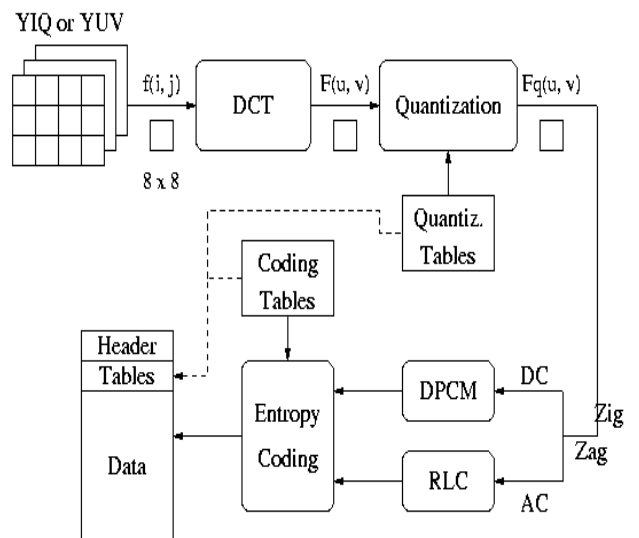 YIQ or YUV
f(i, j)
8 x 8
DCT
F(u, v)
Quantization
Fq(u, v)
Quantiz.
Tables
Coding
Tables
Header
Tables
Data
Entropy
Coding
DPCM
RLC
DC
AC
Zig
Zag